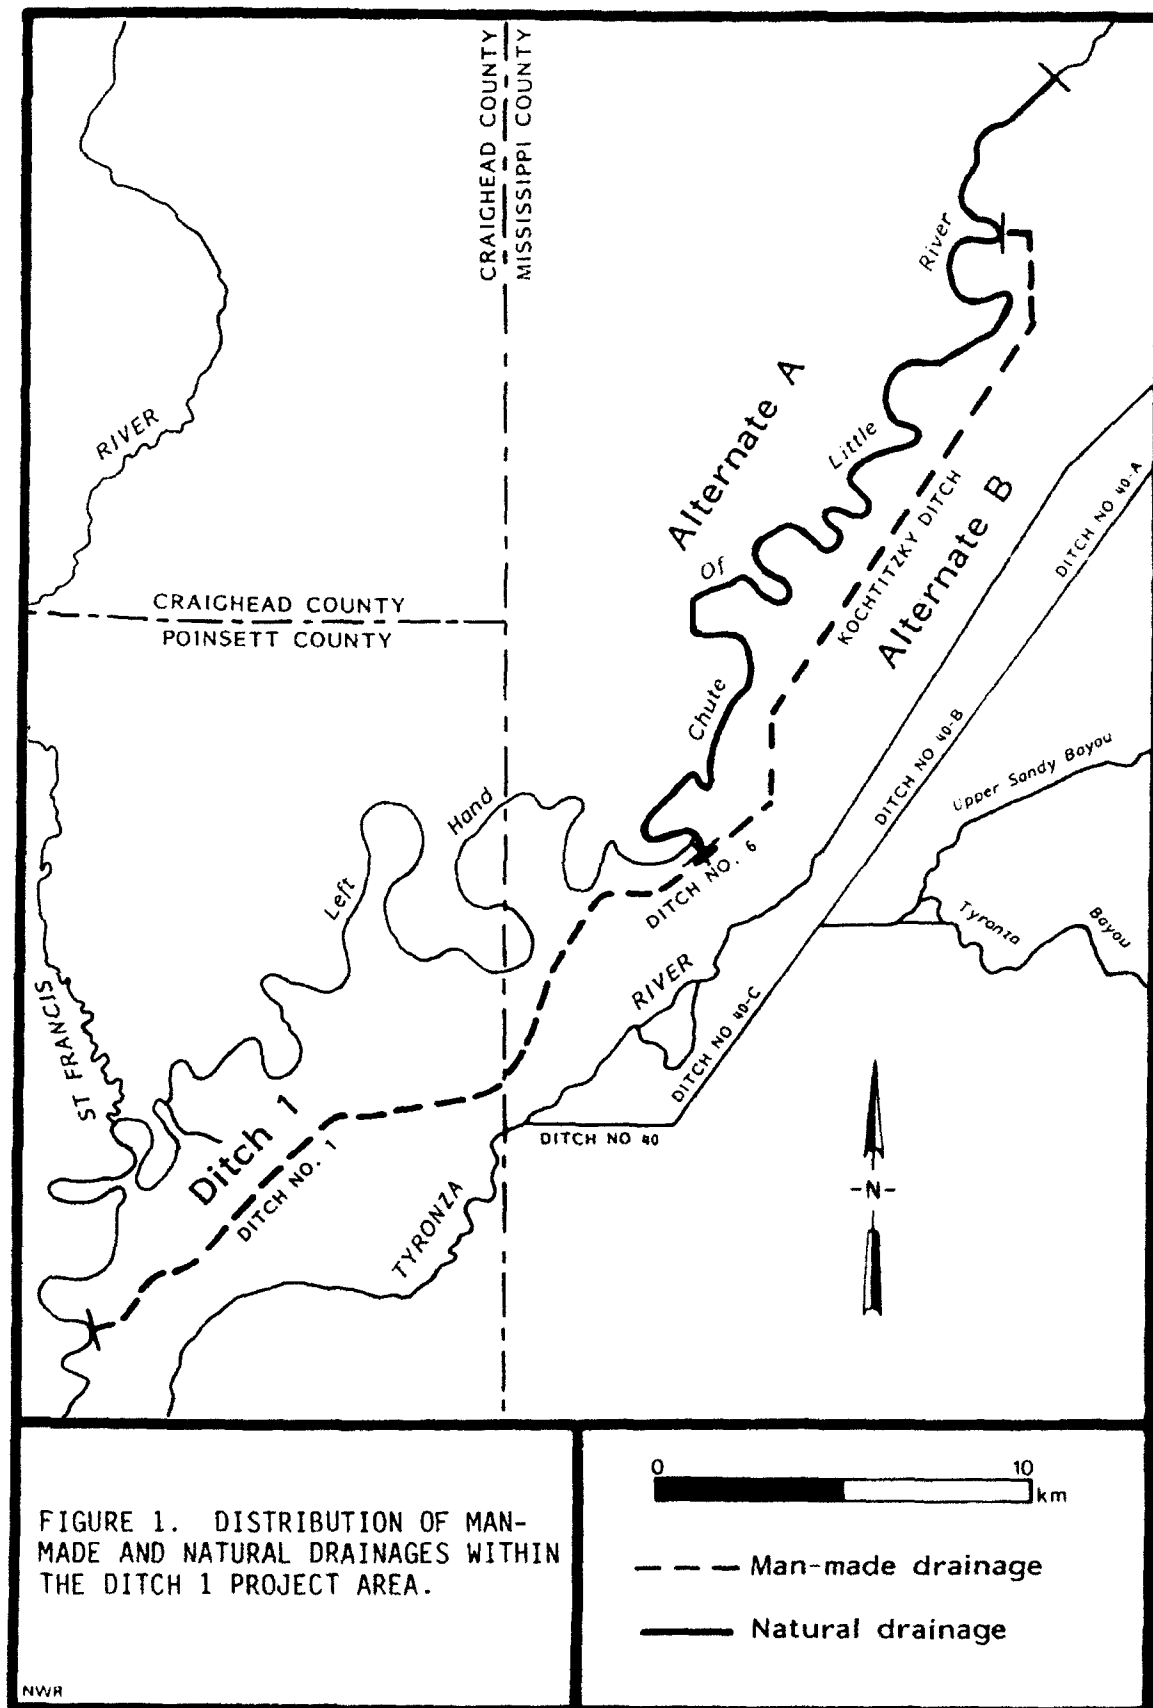 CRAIGHEAD COUNTY
MISSISSIPPI COUNTY
River
RIVER
Alternate A
Little
DITCH NO 40-A
KOCHTITZKY DITCH
Alternate B
Of
CRAIGHEAD COUNTY
POINSETT COUNTY
Chute
DITCH NO 40-B
Upper Sandy Bayou
Hand
Left
DITCH NO. 6
Tyronza
Bayou
RIVER
ST FRANCIS
DITCH NO 40-C
Ditch 1
DITCH NO. 1
DITCH NO 40
TYRONZA
-N-
FIGURE 1. DISTRIBUTION OF MAN-
MADE AND NATURAL DRAINAGES WITHIN
THE DITCH 1 PROJECT AREA.
NWR
0 10
km
Man-made drainage
Natural drainage